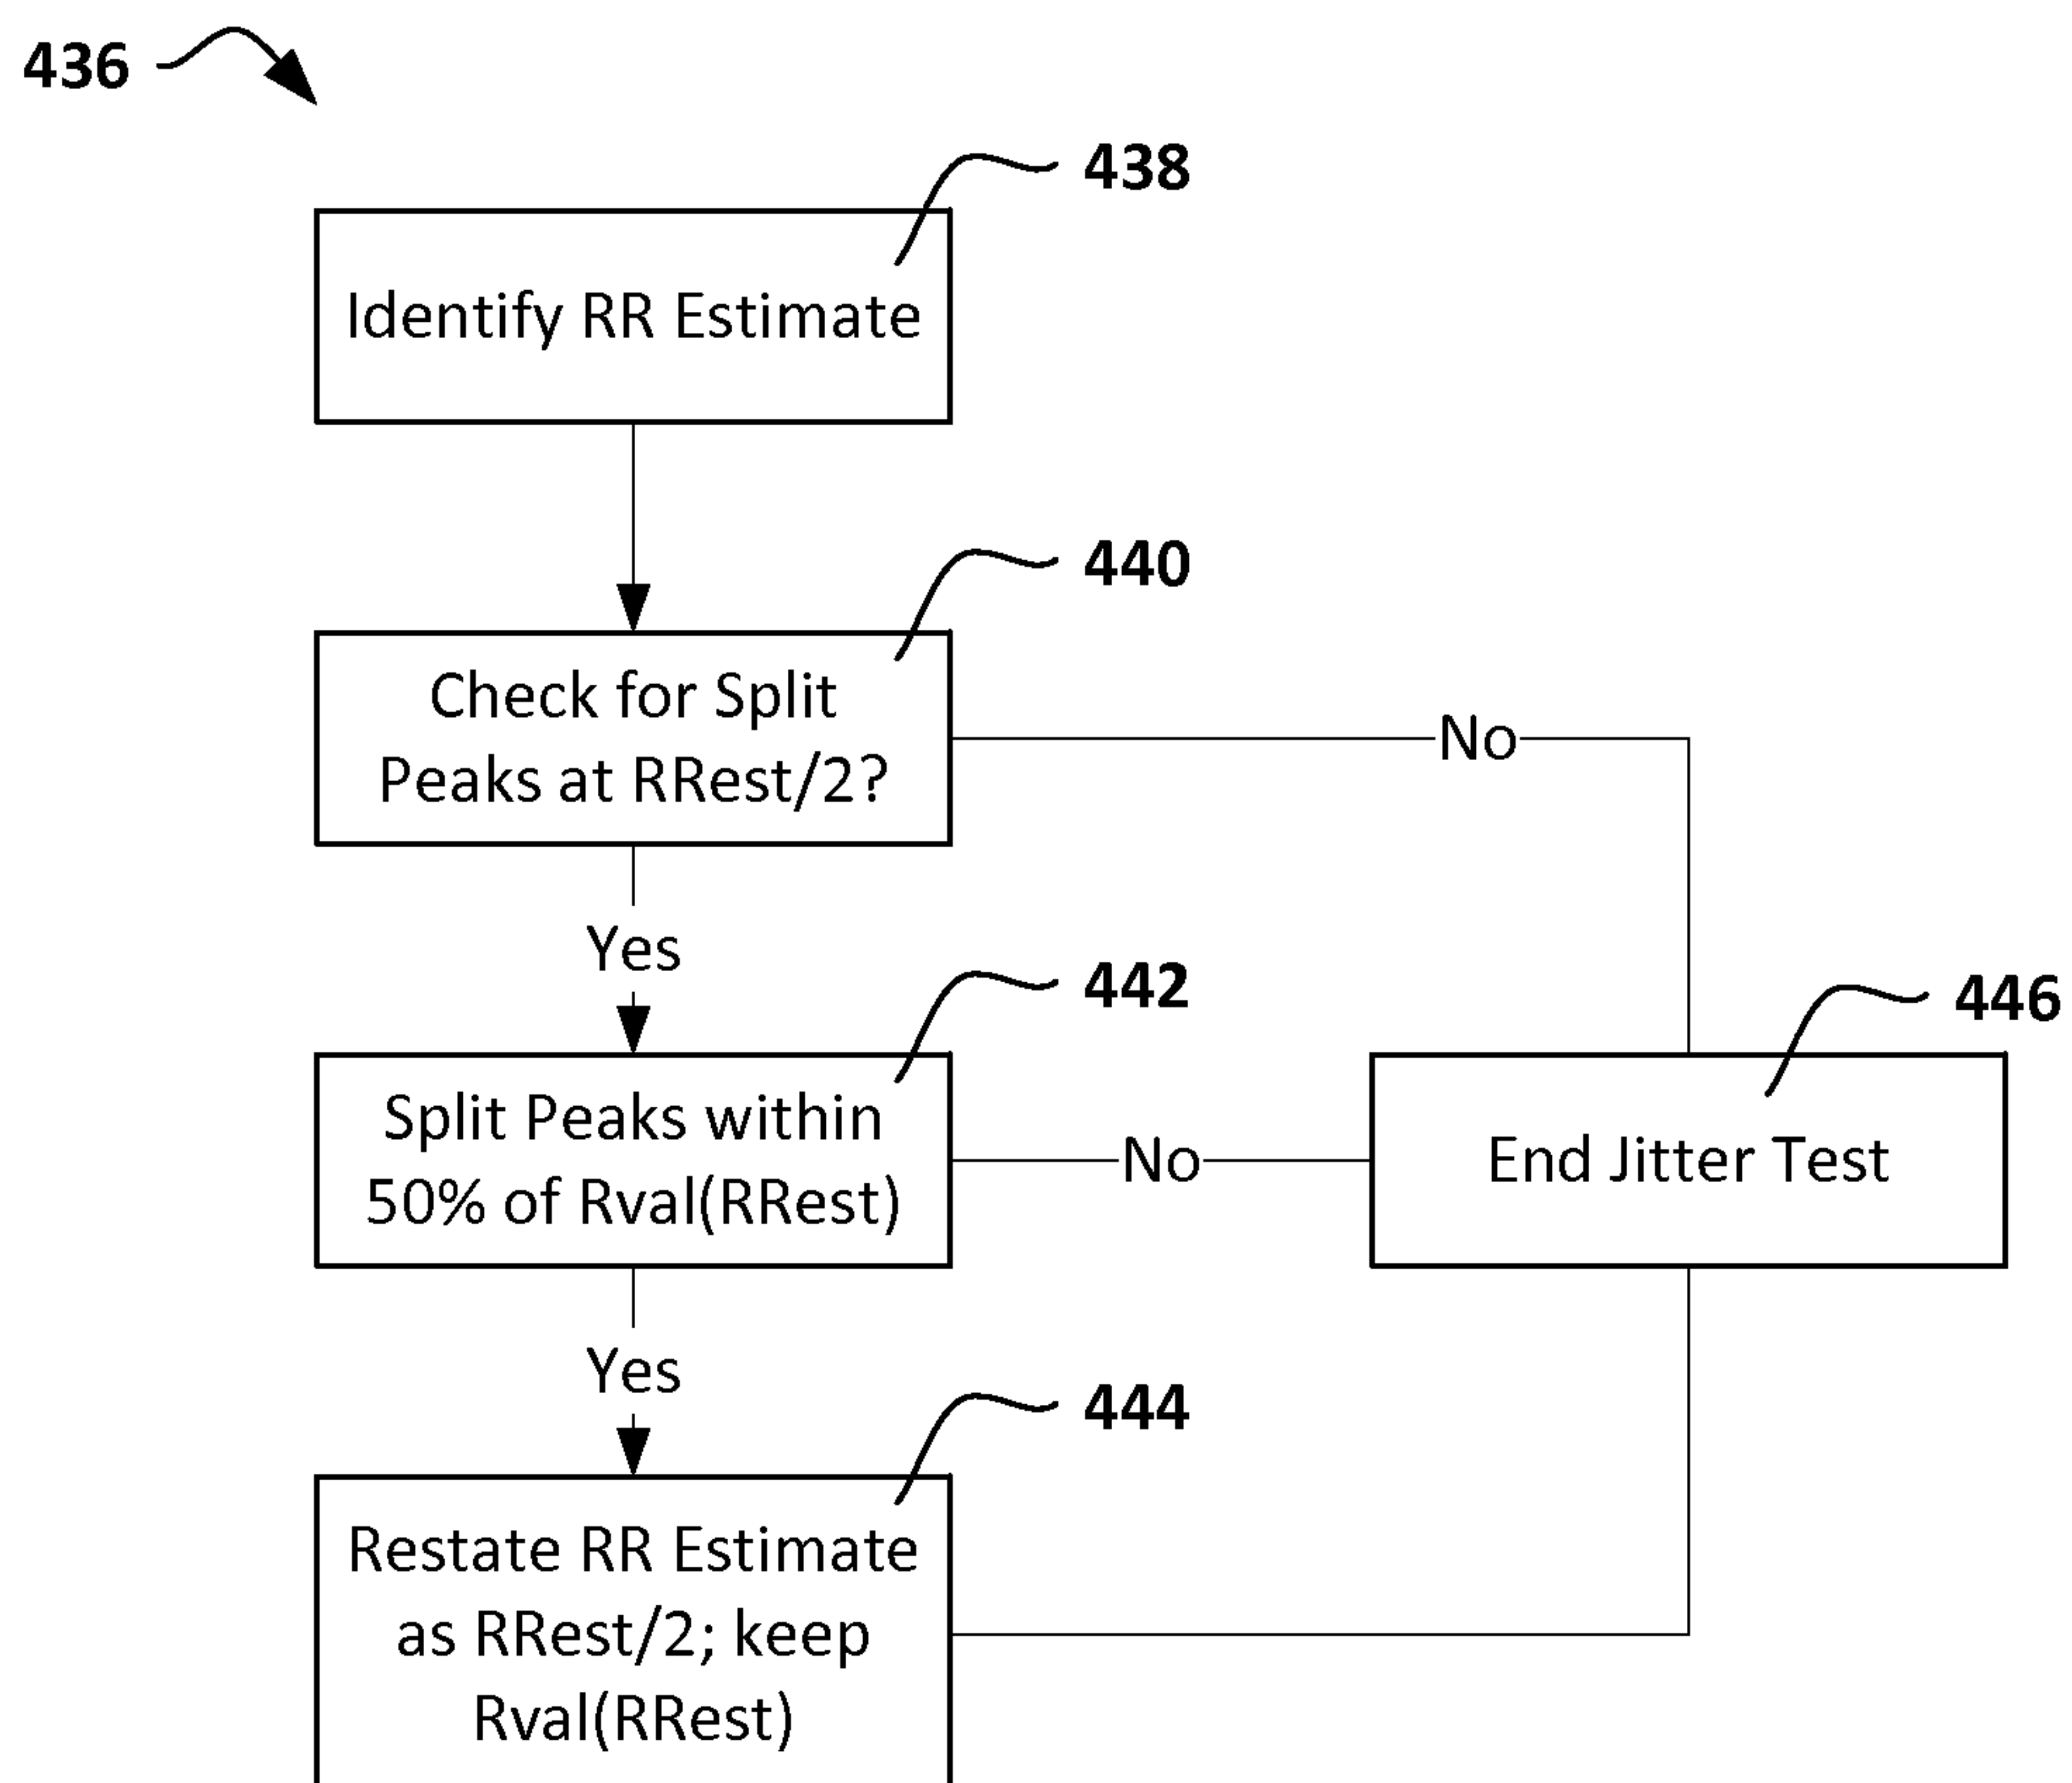 436
438
Identify RR Estimate
440
Check for Split
Peaks at RRest/2?
No
Yes
442
446
Split Peaks within
50% of Rval(RRest)
No
End Jitter Test
Yes
444
Restate RR Estimate
as RRest/2; keep
Rval(RRest)